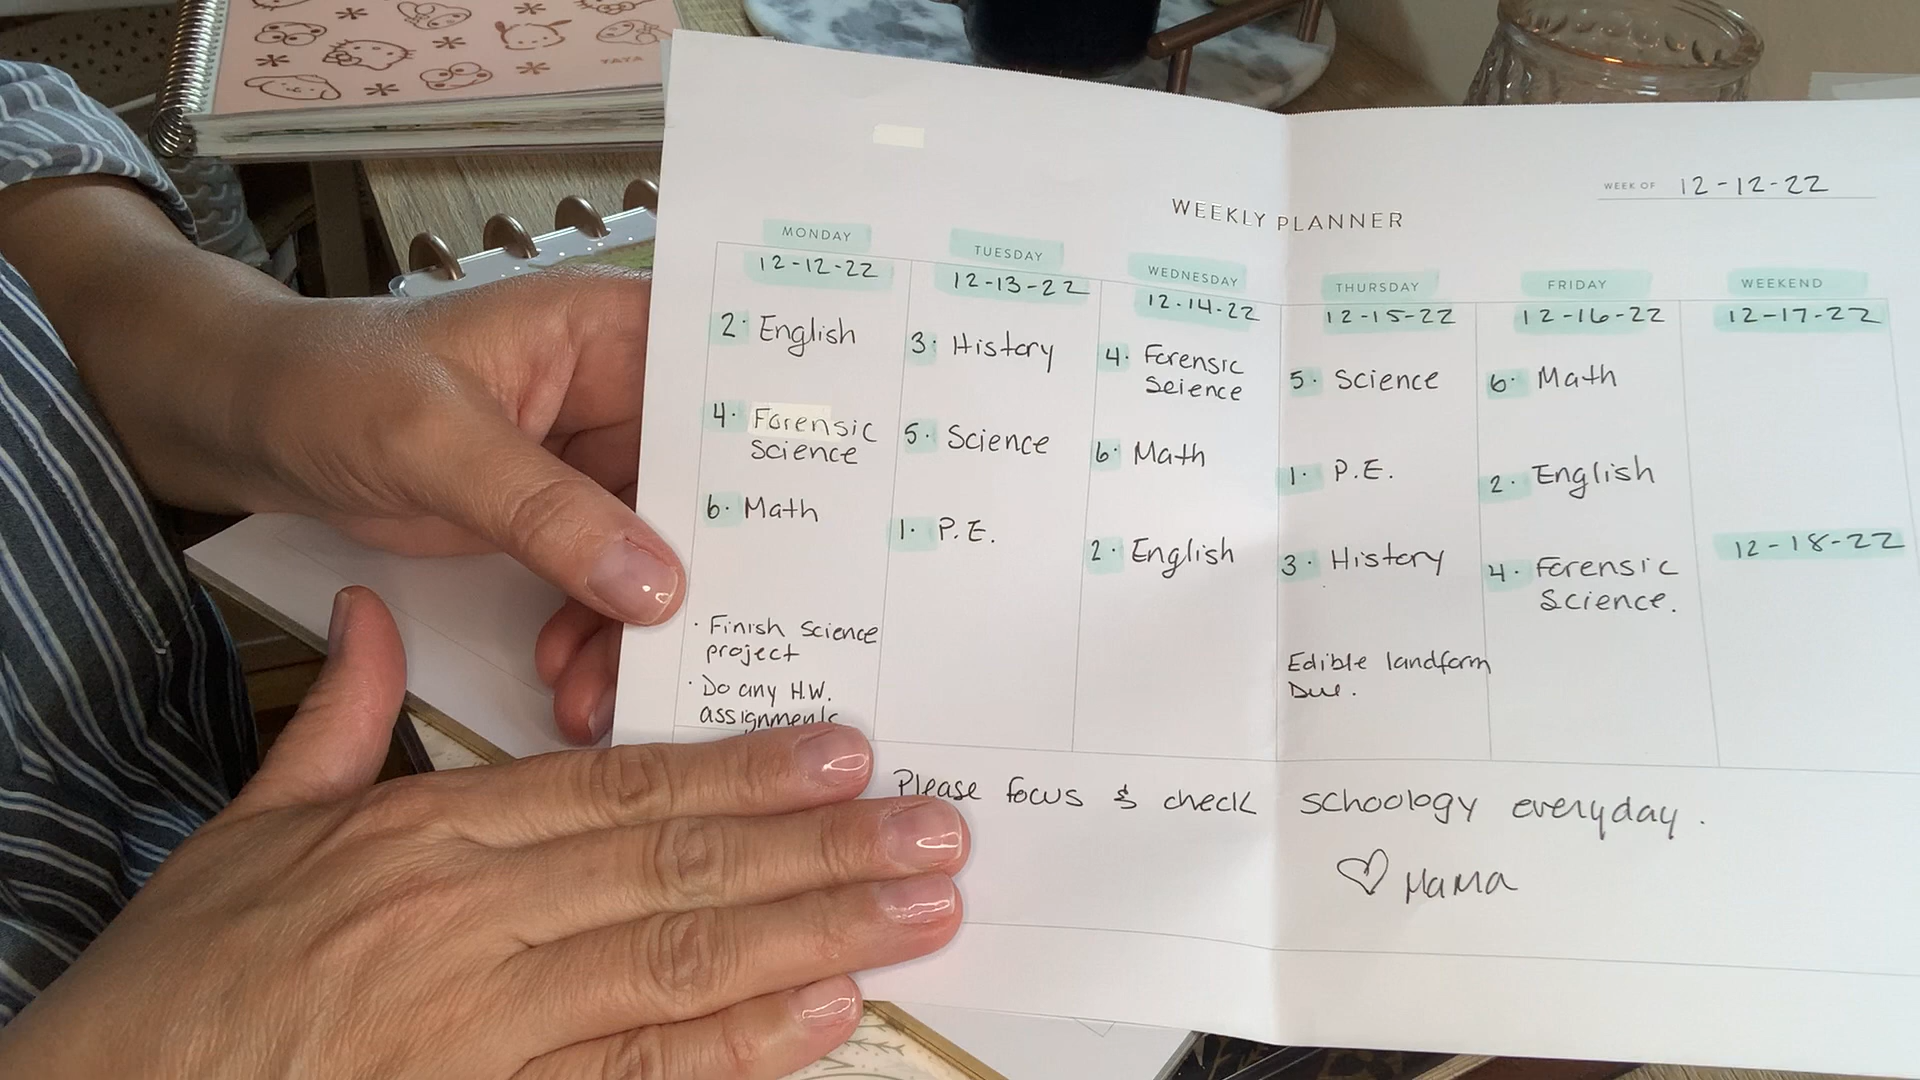 TATA
WEEK OF 12-12-22
WEEKLY PLANNER
MONDAY
12-12-22
2. English
4. Forensic
Science
6. Math
· Finish Science
project
· Do any H.W.
assignments
TUESDAY
12-13-22
3. History
5. Science
1. P.E.
WEDNESDAY
12-14-22
4. Forensic
Science
6. Math
2. English
THURSDAY
12-15-22
5. Science
1. P.E.
3. History
Edible landform
Due.
FRIDAY
12-16-22
6. Math
2. English
4. Forensic
Science.
WEEKEND
12-17-22
12-18-22
Please focus & check schoology everyday.
♡ Mama